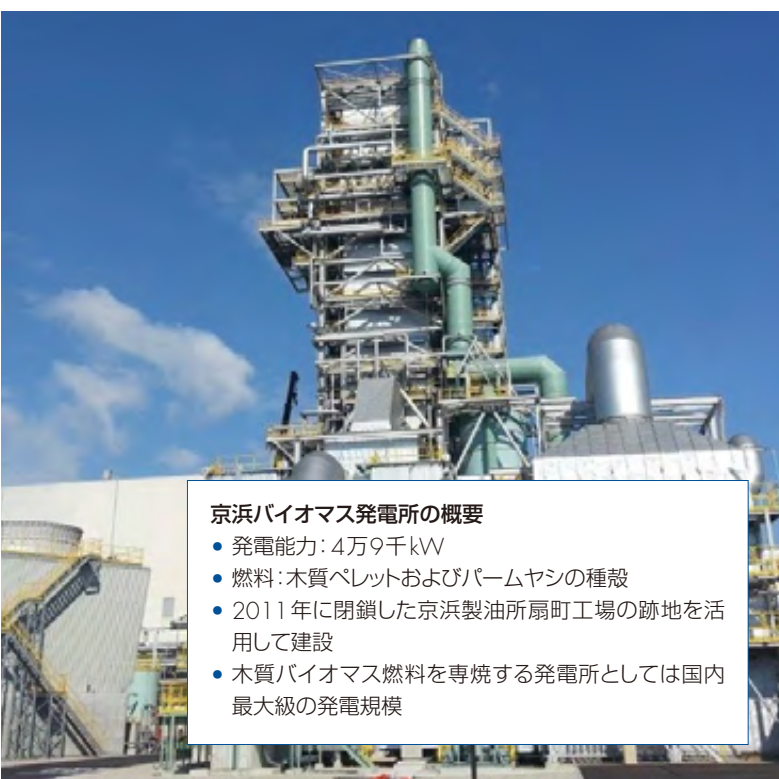 京浜バイオマス発電所の概要
• 発電能力：4万9千kW
• 燃料：木質ペレットおよびパームヤシの種殻
• 2011年に閉鎖した京浜製油所扇町工場の跡地を活
用して建設
• 木質バイオマス燃料を専焼する発電所としては国内
最大級の発電規模